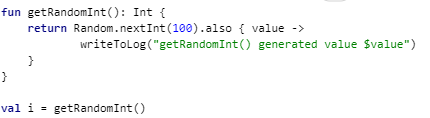 fun getRandomInt(): Int {
    return Random.nextInt(100).also { value ->
            writeToLog("getRandomInt() generated value $value")
    }
}

val i = getRandomInt()